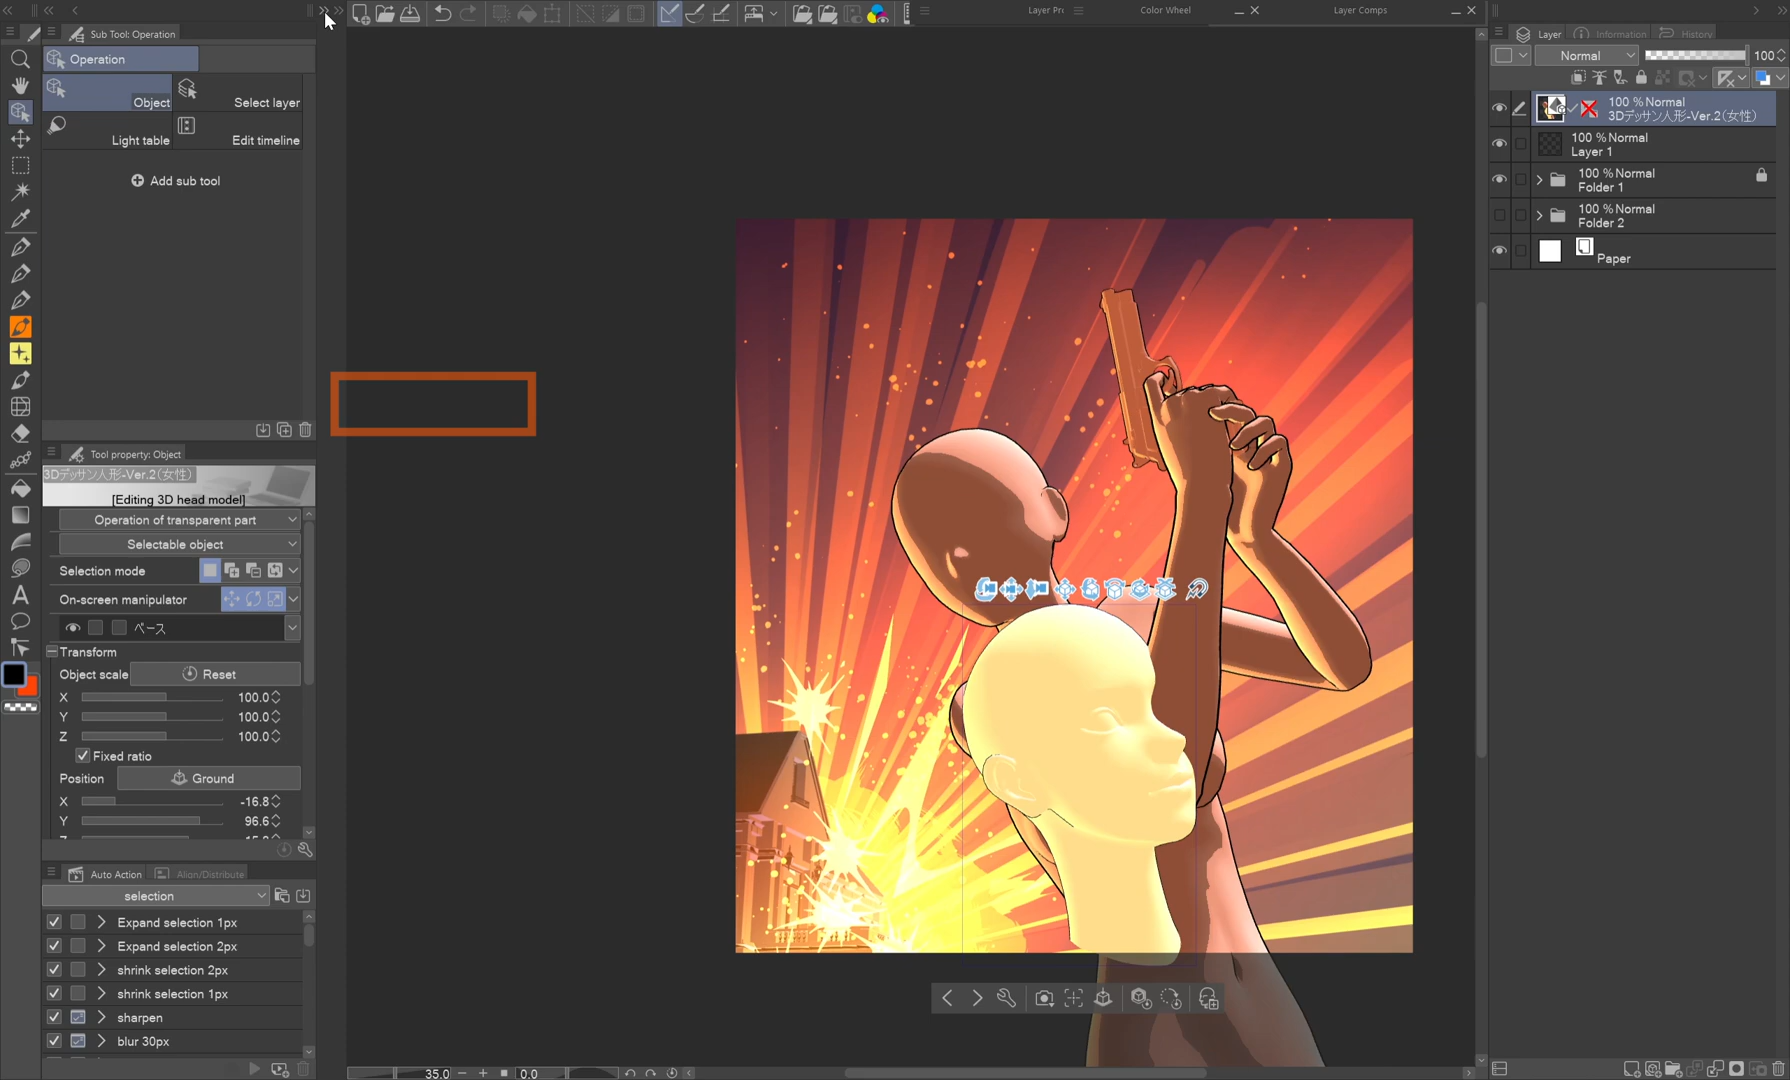 Layer Pr
Color Wheel
Layer Comps
Sub Tool: Operation
Layer
Information
History
Operation
Normal
100
Object
Select layer
Light table
Edit timeline
Add sub tool
100 % Normal
3Dデッサン人形-Ver.2(女性)
100 % Normal
Layer 1
100 % Normal
Folder 1
100 % Normal
Folder 2
Paper
Tool property: Object
3Dデッサン人形-Ver.2(女性)
[Editing 3D head model]
Operation of transparent part
Selectable object
Selection mode
On-screen manipulator
ベース
Transform
Object scale
Reset
X 100.0
Y 100.0
Z 100.0
Fixed ratio
Position
Ground
X -16.8
Y 96.6
Auto Action
Align/Distribute
selection
Expand selection 1px
Expand selection 2px
shrink selection 2px
shrink selection 1px
sharpen
blur 30px
35.0
0.0